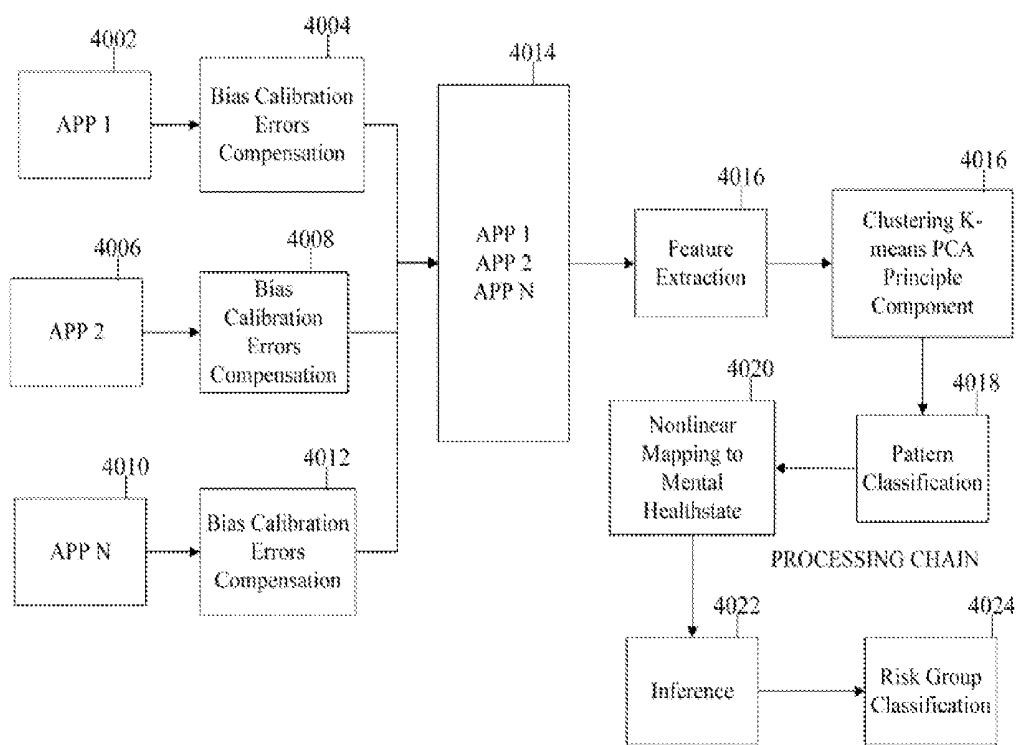 4002
APP 1
4004
Bias Calibration
Errors
Compensation
4006
APP 2
4008
Bias
Calibration
Errors
Compensation
4010
APP N
4012
Bias Calibration
Errors
Compensation
4014
APP 1
APP 2
APP N
4016
Feature
Extraction
4016
Clustering K-
means PCA
Principle
Component
4018
Pattern
Classification
4020
Nonlinear
Mapping to
Mental
Healthstate
PROCESSING CHAIN
4022
Inference
4024
Risk Group
Classification